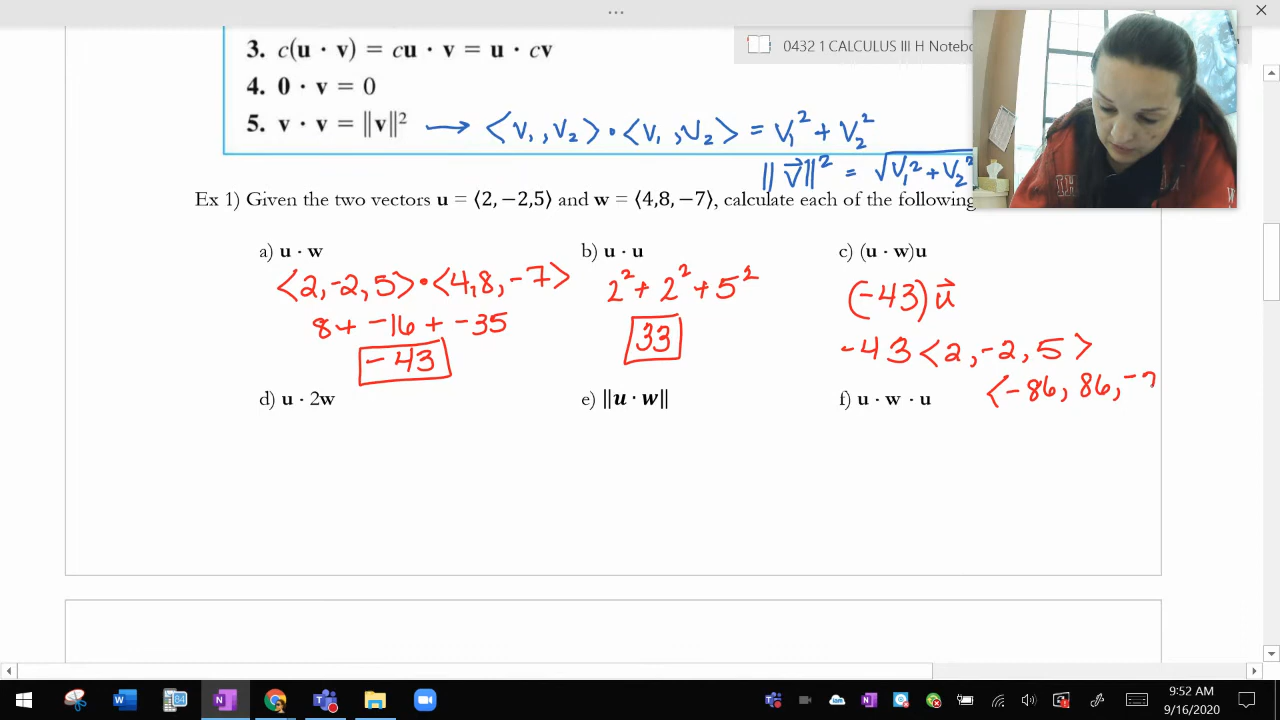 0432 1 CALCULUS III H Notebo
3. c(u · v) = cu · v = u · cv
4. 0 · v = 0
5. v · v = ‖v‖² → ⟨v₁, v₂⟩ · ⟨v₁, v₂⟩ = v₁² + v₂²
‖v⃗‖² = √v₁² + v₂²
Ex 1) Given the two vectors u = ⟨2, −2,5⟩ and w = ⟨4,8, −7⟩, calculate each of the following
a) u · w
b) u · u
c) (u · w)u
⟨2, -2, 5⟩ · ⟨4, 8, -7⟩
8 + -16 + -35
-43
2² + 2² + 5²
33
(-43) u⃗
-43 ⟨2, -2, 5⟩
⟨-86, 86, -
d) u · 2w
e) ‖u · w‖
f) u · w · u
9:52 AM
9/16/2020